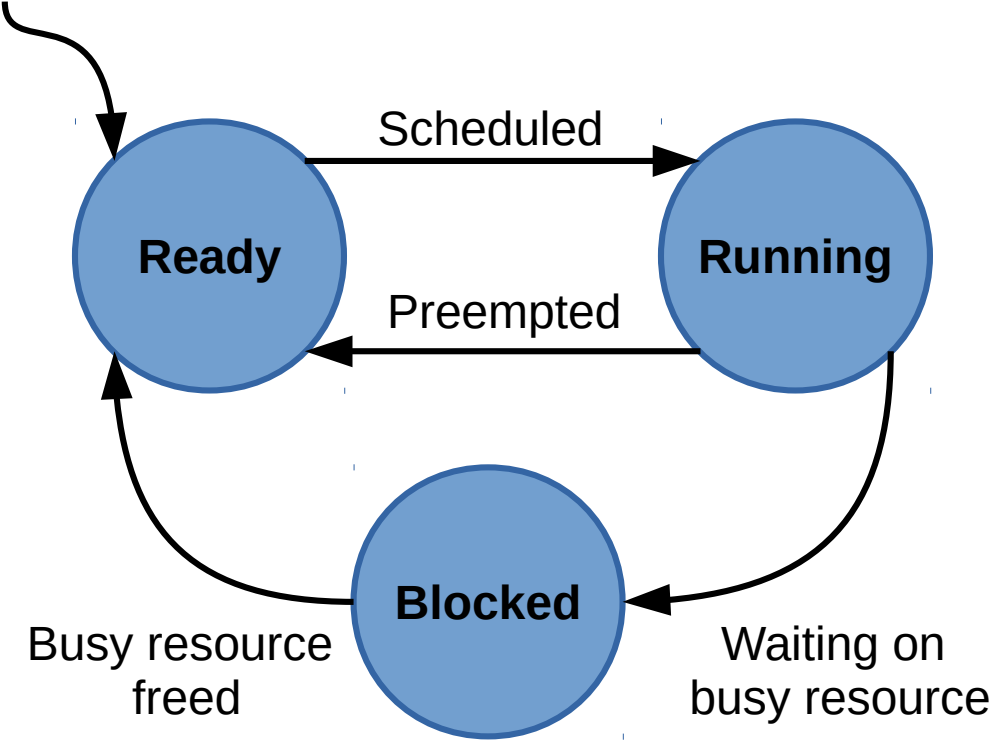 Scheduled
Ready
Running
Preempted
Blocked
Busy resource
freed
Waiting on
busy resource